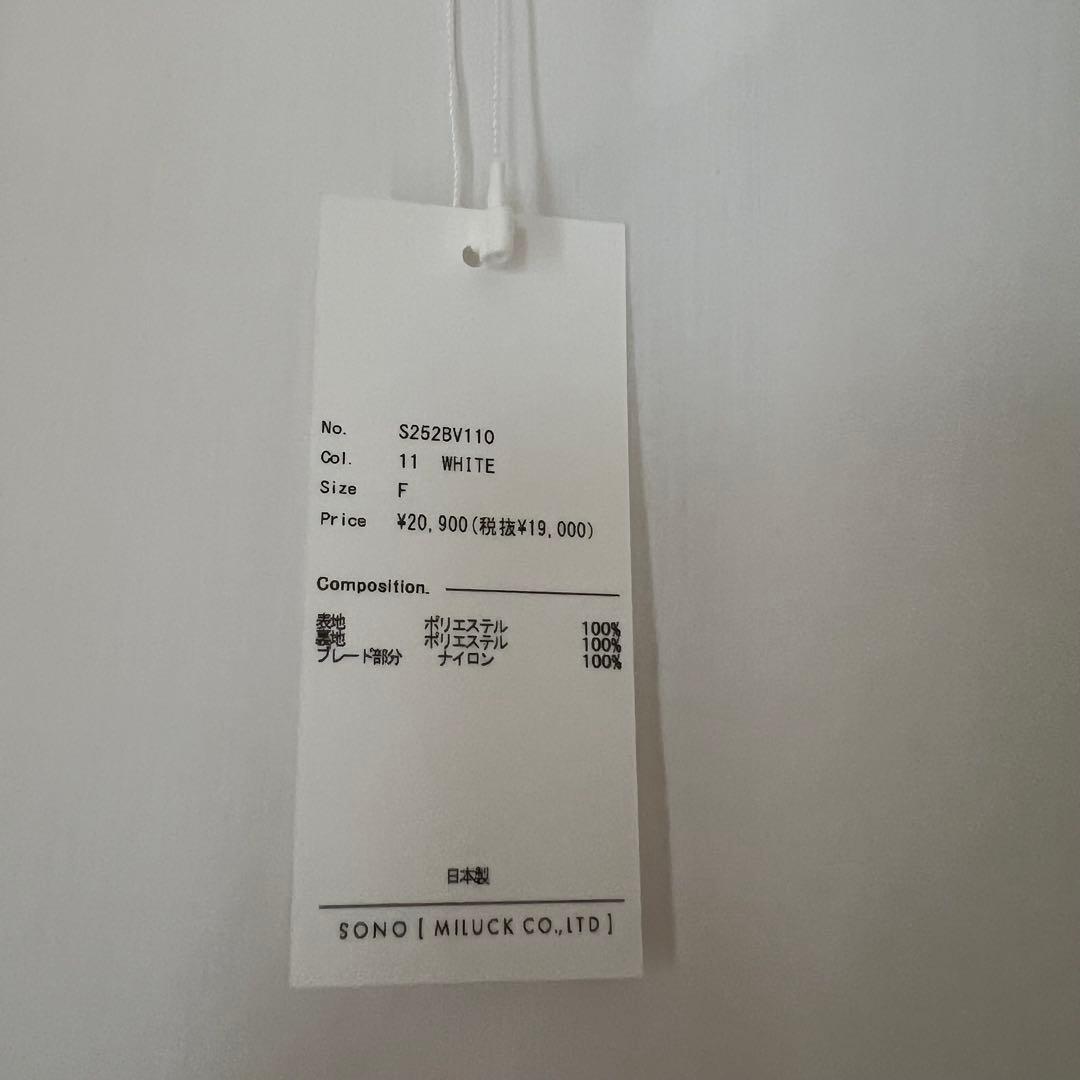 No. S252BV110
Col. 11 WHITE
Size F
Price ¥20,900(税抜¥19,000)
Composition.
表地 ポリエステル 100%
裏地 ポリエステル 100%
ブレード部分 ナイロン 100%
日本製
SONO [ MILUCK CO.,LTD ]